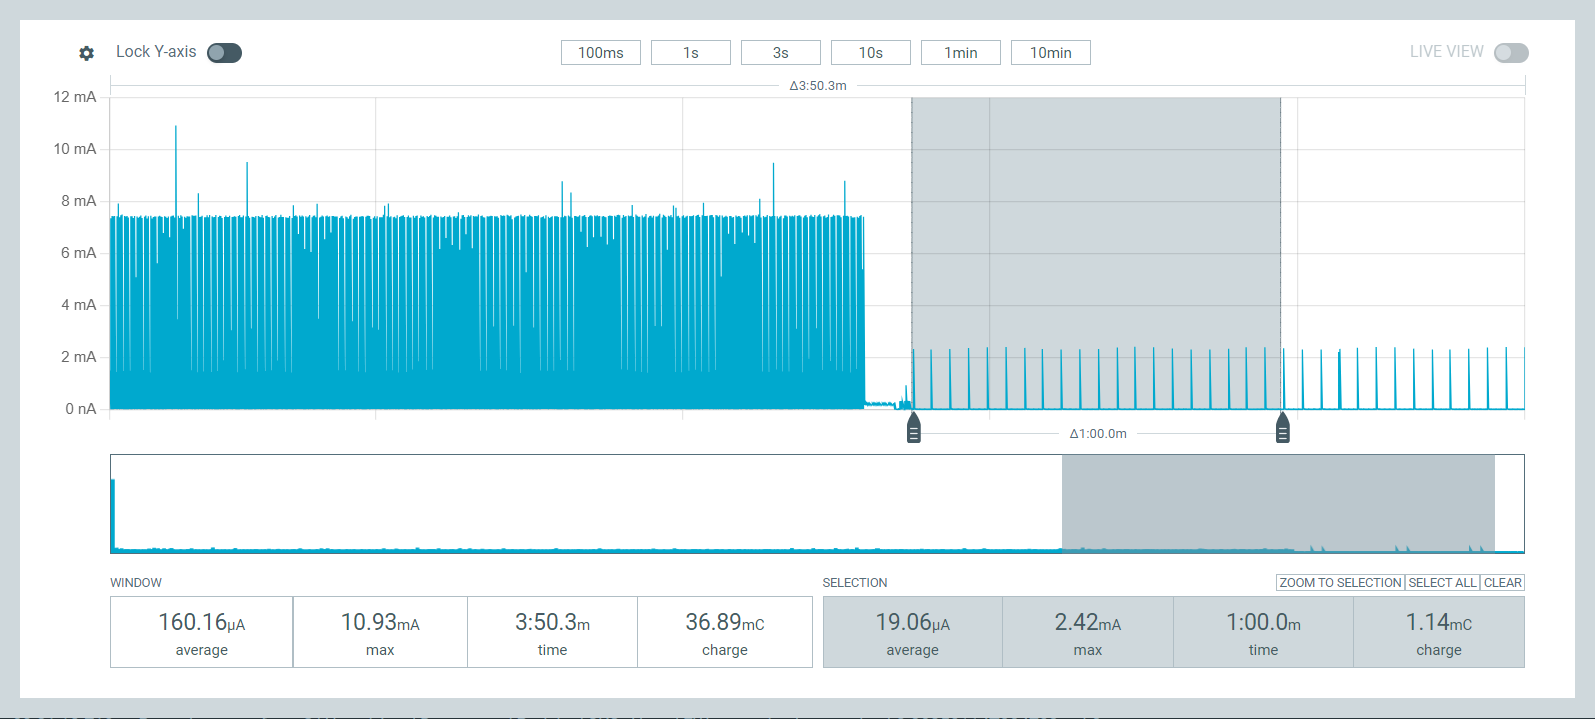 Lock Y-axis 100ms 1s 3s 10s 1min 10min LIVE VIEW
Δ3:50.3m
12 mA
10 mA
8 mA
6 mA
4 mA
2 mA
0 nA
Δ1:00.0m
WINDOW
160.16μA 10.93mA 3:50.3m 36.89mC
average max time charge
SELECTION ZOOM TO SELECTION SELECT ALL CLEAR
19.06μA 2.42mA 1:00.0m 1.14mC
average max time charge